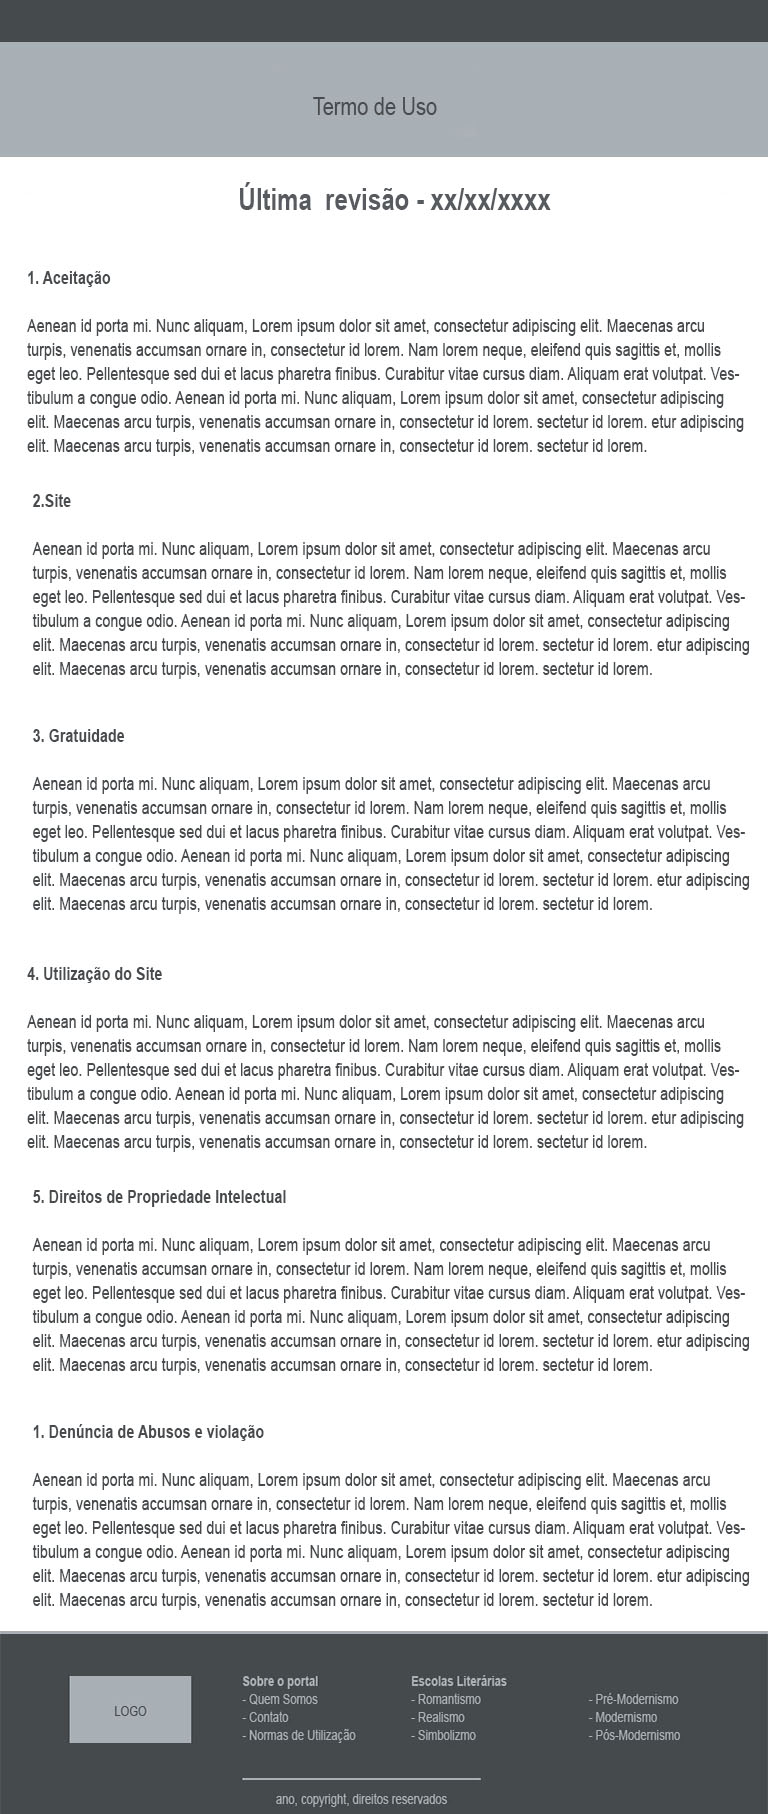 Termo de Uso
Última revisão - xx/xx/xxxx
1. Aceitação
Aenean id porta mi. Nunc aliquam, Lorem ipsum dolor sit amet, consectetur adipiscing elit. Maecenas arcu
turpis, venenatis accumsan ornare in, consectetur id lorem. Nam lorem neque, eleifend quis sagittis et, mollis
eget leo. Pellentesque sed dui et lacus pharetra finibus. Curabitur vitae cursus diam. Aliquam erat volutpat. Ves-
tibulum a congue odio. Aenean id porta mi. Nunc aliquam, Lorem ipsum dolor sit amet, consectetur adipiscing
elit. Maecenas arcu turpis, venenatis accumsan ornare in, consectetur id lorem. sectetur id lorem. etur adipiscing
elit. Maecenas arcu turpis, venenatis accumsan ornare in, consectetur id lorem. sectetur id lorem.
2.Site
Aenean id porta mi. Nunc aliquam, Lorem ipsum dolor sit amet, consectetur adipiscing elit. Maecenas arcu
turpis, venenatis accumsan ornare in, consectetur id lorem. Nam lorem neque, eleifend quis sagittis et, mollis
eget leo. Pellentesque sed dui et lacus pharetra finibus. Curabitur vitae cursus diam. Aliquam erat volutpat. Ves-
tibulum a congue odio. Aenean id porta mi. Nunc aliquam, Lorem ipsum dolor sit amet, consectetur adipiscing
elit. Maecenas arcu turpis, venenatis accumsan ornare in, consectetur id lorem. sectetur id lorem. etur adipiscing
elit. Maecenas arcu turpis, venenatis accumsan ornare in, consectetur id lorem. sectetur id lorem.
3. Gratuidade
Aenean id porta mi. Nunc aliquam, Lorem ipsum dolor sit amet, consectetur adipiscing elit. Maecenas arcu
turpis, venenatis accumsan ornare in, consectetur id lorem. Nam lorem neque, eleifend quis sagittis et, mollis
eget leo. Pellentesque sed dui et lacus pharetra finibus. Curabitur vitae cursus diam. Aliquam erat volutpat. Ves-
tibulum a congue odio. Aenean id porta mi. Nunc aliquam, Lorem ipsum dolor sit amet, consectetur adipiscing
elit. Maecenas arcu turpis, venenatis accumsan ornare in, consectetur id lorem. sectetur id lorem. etur adipiscing
elit. Maecenas arcu turpis, venenatis accumsan ornare in, consectetur id lorem. sectetur id lorem.
4. Utilização do Site
Aenean id porta mi. Nunc aliquam, Lorem ipsum dolor sit amet, consectetur adipiscing elit. Maecenas arcu
turpis, venenatis accumsan ornare in, consectetur id lorem. Nam lorem neque, eleifend quis sagittis et, mollis
eget leo. Pellentesque sed dui et lacus pharetra finibus. Curabitur vitae cursus diam. Aliquam erat volutpat. Ves-
tibulum a congue odio. Aenean id porta mi. Nunc aliquam, Lorem ipsum dolor sit amet, consectetur adipiscing
elit. Maecenas arcu turpis, venenatis accumsan ornare in, consectetur id lorem. sectetur id lorem. etur adipiscing
elit. Maecenas arcu turpis, venenatis accumsan ornare in, consectetur id lorem. sectetur id lorem.
5. Direitos de Propriedade Intelectual
Aenean id porta mi. Nunc aliquam, Lorem ipsum dolor sit amet, consectetur adipiscing elit. Maecenas arcu
turpis, venenatis accumsan ornare in, consectetur id lorem. Nam lorem neque, eleifend quis sagittis et, mollis
eget leo. Pellentesque sed dui et lacus pharetra finibus. Curabitur vitae cursus diam. Aliquam erat volutpat. Ves-
tibulum a congue odio. Aenean id porta mi. Nunc aliquam, Lorem ipsum dolor sit amet, consectetur adipiscing
elit. Maecenas arcu turpis, venenatis accumsan ornare in, consectetur id lorem. sectetur id lorem. etur adipiscing
elit. Maecenas arcu turpis, venenatis accumsan ornare in, consectetur id lorem. sectetur id lorem.
1. Denúncia de Abusos e violação
Aenean id porta mi. Nunc aliquam, Lorem ipsum dolor sit amet, consectetur adipiscing elit. Maecenas arcu
turpis, venenatis accumsan ornare in, consectetur id lorem. Nam lorem neque, eleifend quis sagittis et, mollis
eget leo. Pellentesque sed dui et lacus pharetra finibus. Curabitur vitae cursus diam. Aliquam erat volutpat. Ves-
tibulum a congue odio. Aenean id porta mi. Nunc aliquam, Lorem ipsum dolor sit amet, consectetur adipiscing
elit. Maecenas arcu turpis, venenatis accumsan ornare in, consectetur id lorem. sectetur id lorem. etur adipiscing
elit. Maecenas arcu turpis, venenatis accumsan ornare in, consectetur id lorem. sectetur id lorem.
LOGO
Sobre o portal
- Quem Somos
- Contato
- Normas de Utilização
Escolas Literárias
- Romantismo
- Realismo
- Simbolizmo
- Pré-Modernismo
- Modernismo
- Pós-Modernismo
ano, copyright, direitos reservados